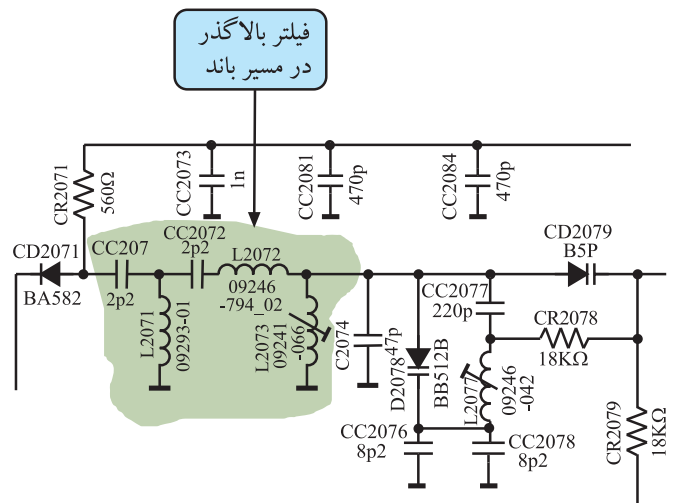 فیلتر بالاگذر
در مسیر باند
CR2071
560Ω
CC2073
1n
CC2081
470p
CC2084
470p
CD2071
BA582
CC207
2p2
CC2072
2p2
L2072
09246
-794_02
L2071
09293-01
L2073
09241
-066
C2074
47p
D2078
BB512B
CC2077
220p
L2077
09246
-042
CD2079
B5P
CR2078
18KΩ
CR2079
18KΩ
CC2076
8p2
CC2078
8p2